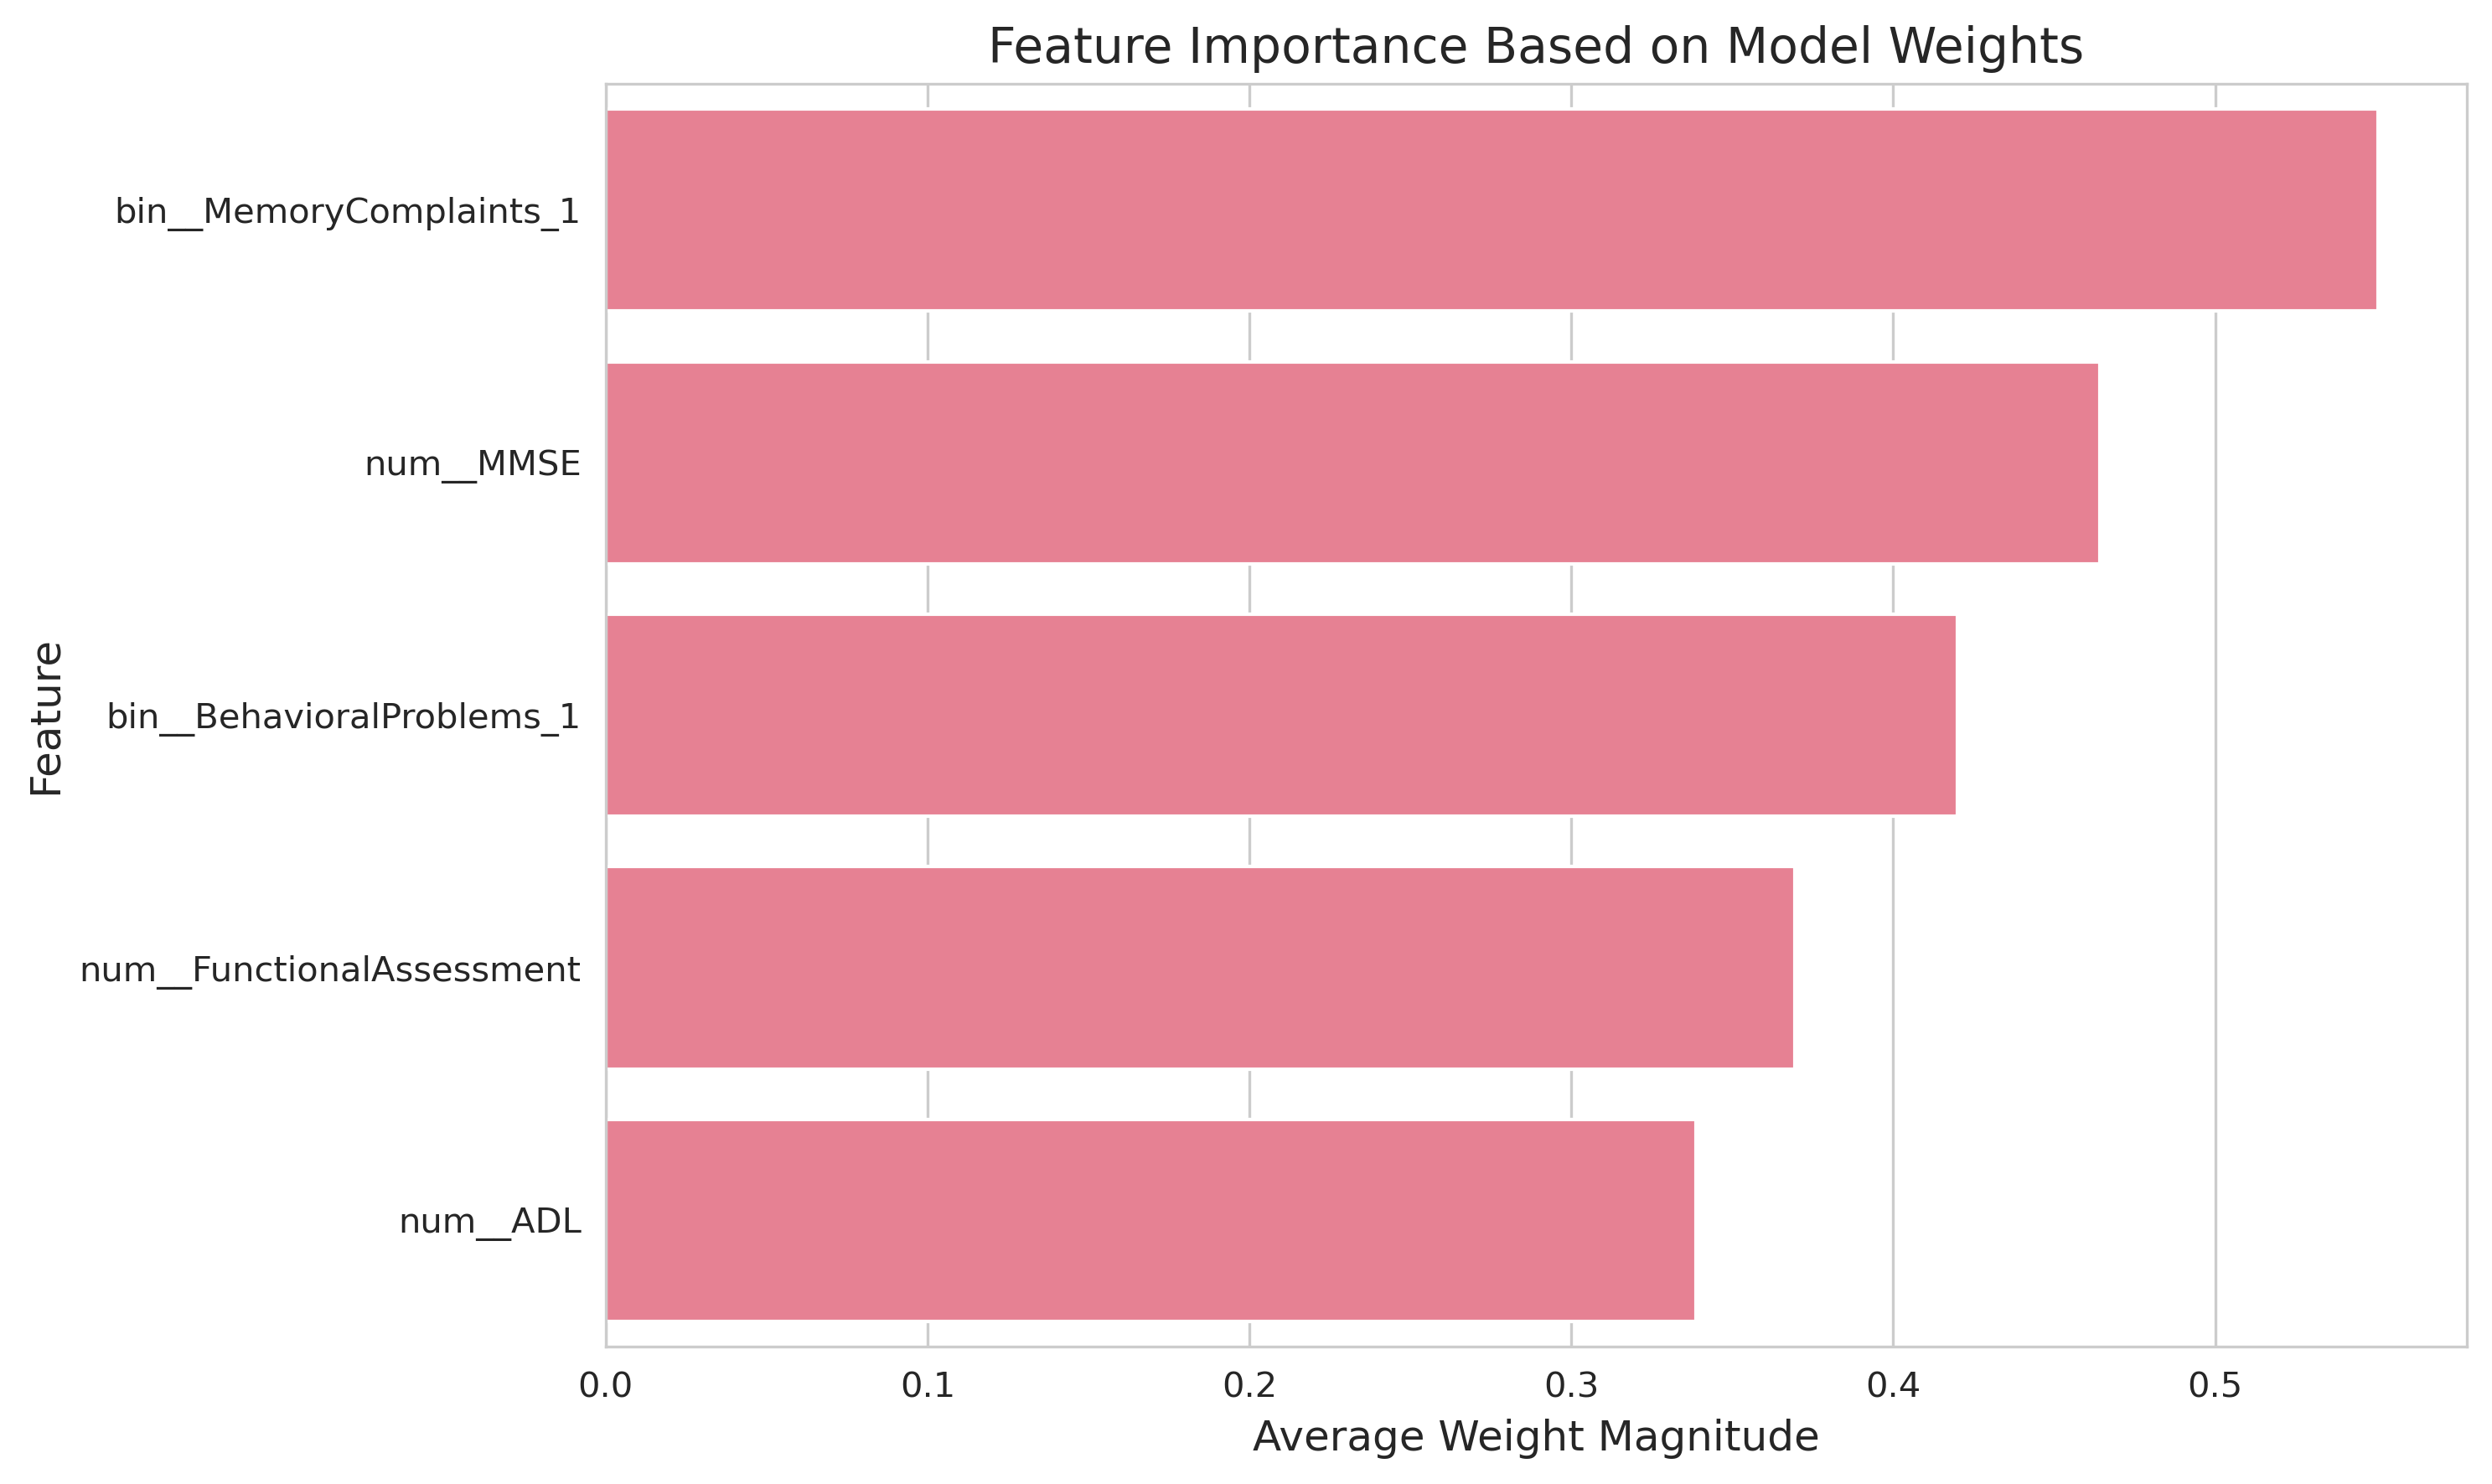 Feature Importance Based on Model Weights
bin__MemoryComplaints_1
num__MMSE
bin__BehavioralProblems_1
num__FunctionalAssessment
num__ADL
Feature
0.0 0.1 0.2 0.3 0.4 0.5
Average Weight Magnitude